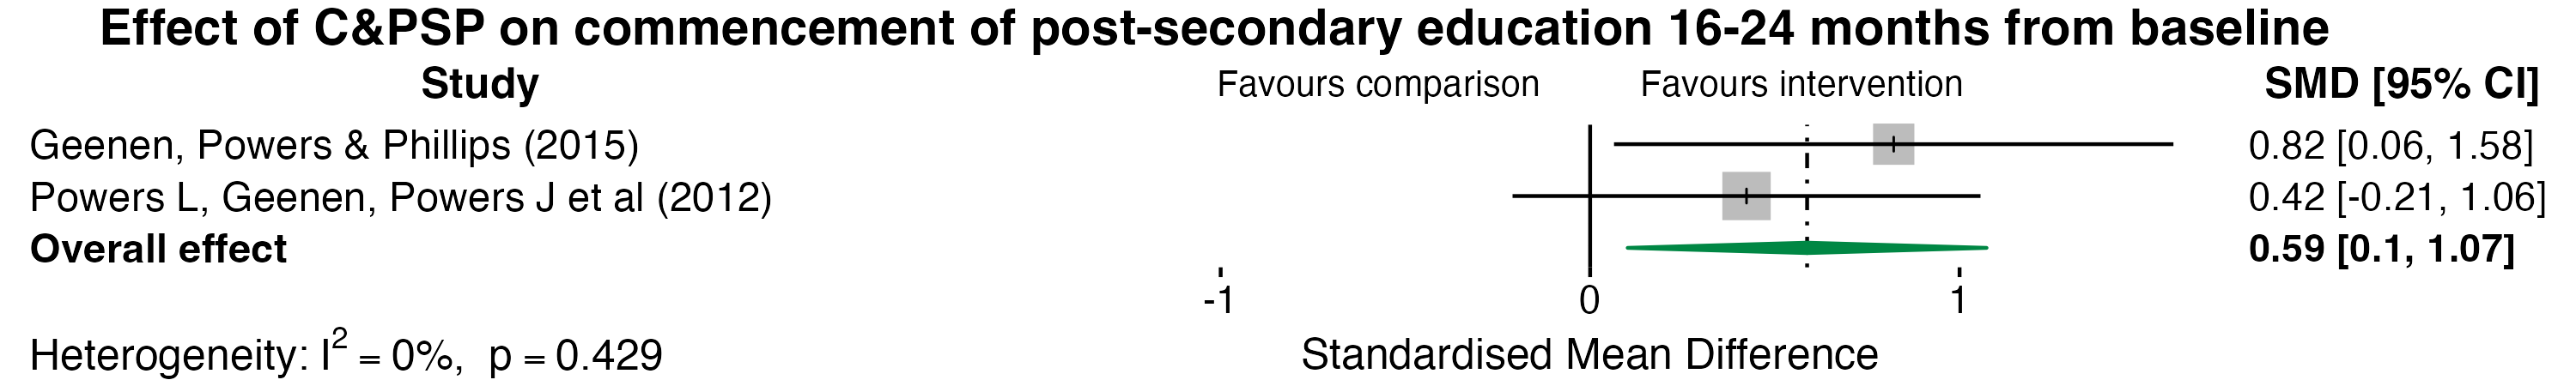 Effect of C&PSP on commencement of post-secondary education 16-24 months from baseline
Study Favours comparison Favours intervention SMD [95% CI]
Geenen, Powers & Phillips (2015) 0.82 [0.06, 1.58]
Powers L, Geenen, Powers J et al (2012) 0.42 [-0.21, 1.06]
Overall effect 0.59 [0.1, 1.07]
-1 0 1
Heterogeneity: I² = 0%, p = 0.429 Standardised Mean Difference